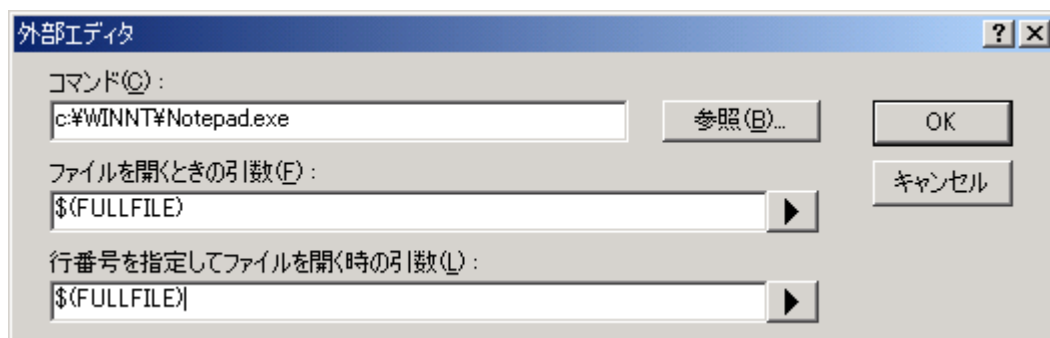 外部エディタ
コマンド(C):
c:¥WINNT¥Notepad.exe
参照(B)...
OK
ファイルを開くときの引数(F):
$(FULLFILE)
キャンセル
行番号を指定してファイルを開く時の引数(L):
$(FULLFILE)